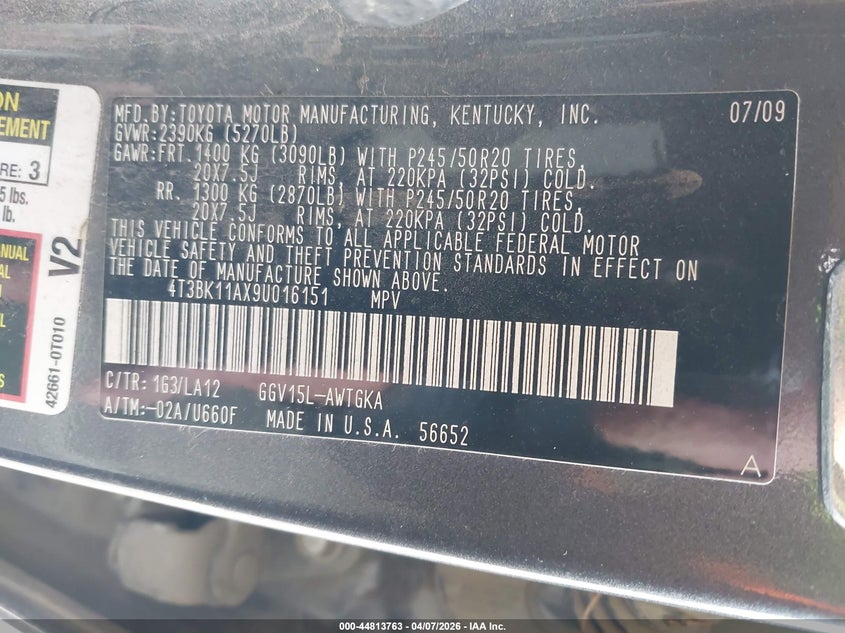 ON
EMENT
RE: 3
5 lbs.
lb.
ANUAL
AL
N
S
V2
42661-0T010
MFD.BY:TOYOTA MOTOR MANUFACTURING, KENTUCKY, INC. 07/09
GVWR:2390KG (5270LB)
GAWR:FRT.1400 KG (3090LB) WITH P245/50R20 TIRES,
20X7.5J RIMS, AT 220KPA (32PSI) COLD.
RR. 1300 KG (2870LB) WITH P245/50R20 TIRES,
20X7.5J RIMS, AT 220KPA (32PSI) COLD.
THIS VEHICLE CONFORMS TO ALL APPLICABLE FEDERAL MOTOR
VEHICLE SAFETY AND THEFT PREVENTION STANDARDS IN EFFECT ON
THE DATE OF MANUFACTURE SHOWN ABOVE.
4T3BK11AX9U016151 MPV
C/TR: 1G3/LA12 GGV15L-AWTGKA
A/TM:-02A/U660F MADE IN U.S.A. 56652
A
000-44813763 - 04/07/2026 - IAA Inc.